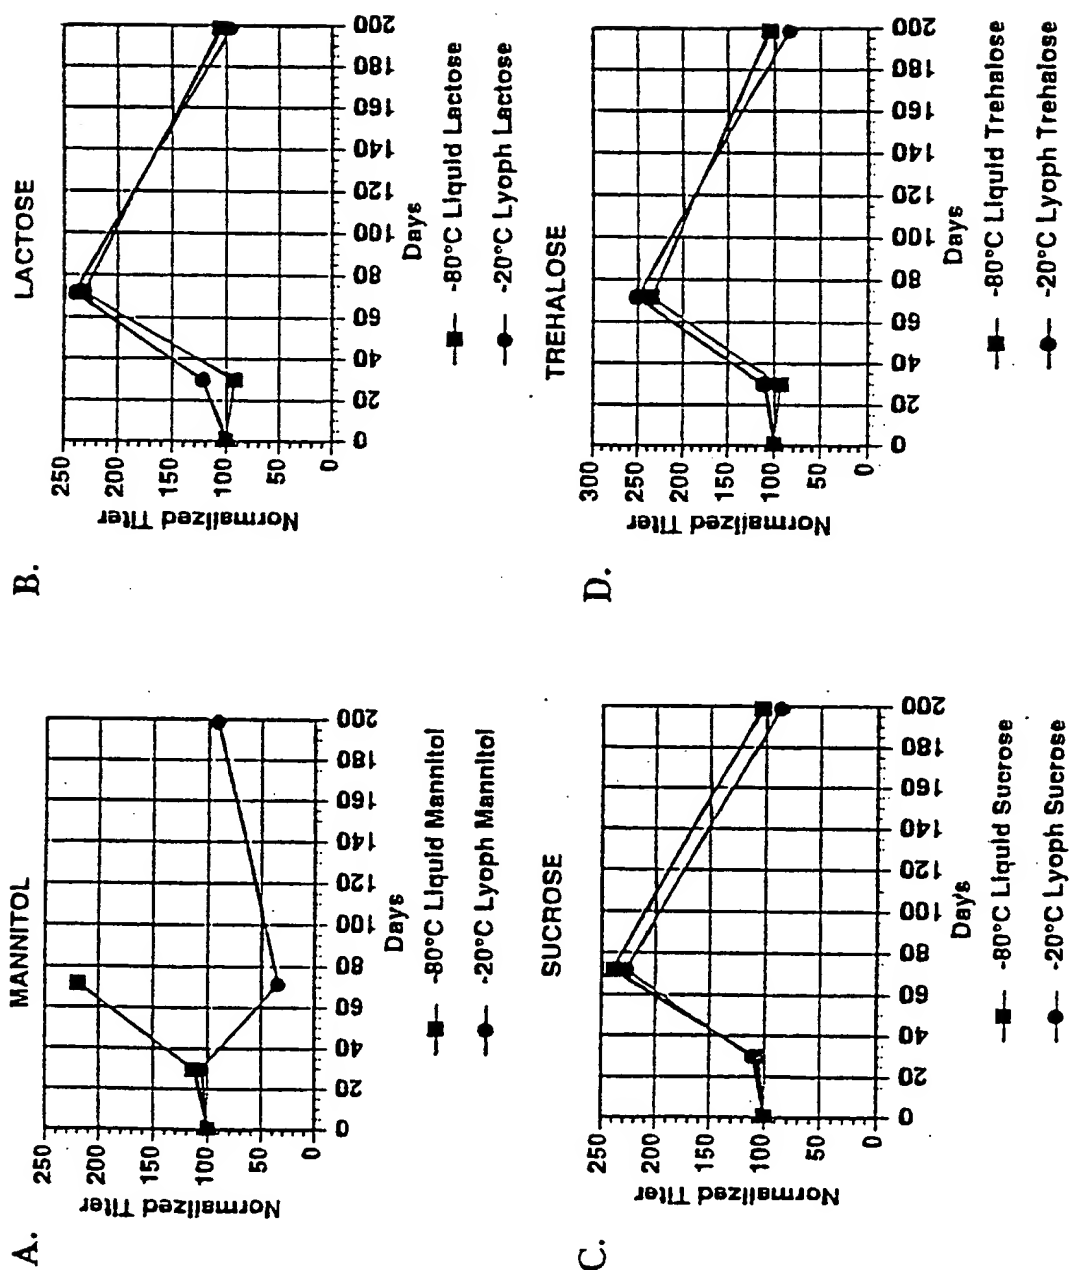 A.
MANNITOL
Normalized Titer
250
200
150
100
50
0
0 20 40 60 80 100 120 140 160 180 200
Days
-80°C Liquid Mannitol
-20°C Lyoph Mannitol
B.
LACTOSE
Normalized Titer
250
200
150
100
50
0
0 20 40 60 80 100 120 140 160 180 200
Days
-80°C Liquid Lactose
-20°C Lyoph Lactose
C.
SUCROSE
Normalized Titer
250
200
150
100
50
0
0 20 40 60 80 100 120 140 160 180 200
Days
-80°C Liquid Sucrose
-20°C Lyoph Sucrose
D.
TREHALOSE
Normalized Titer
300
250
200
150
100
50
0
0 20 40 60 80 100 120 140 160 180 200
Days
-80°C Liquid Trehalose
-20°C Lyoph Trehalose